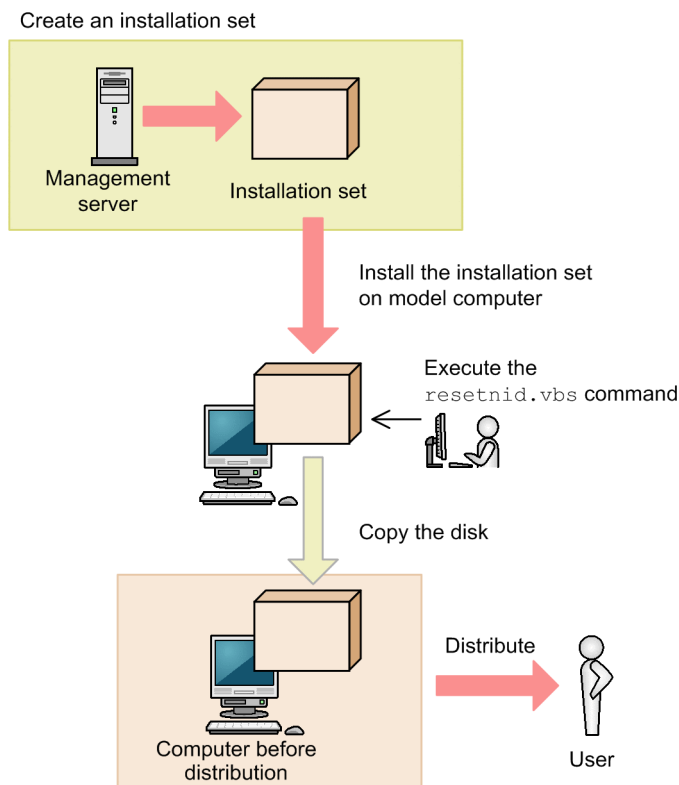 Create an installation set
Management
server
Installation set
Install the installation set
on model computer
Execute the
resetnid.vbs command
Copy the disk
Distribute
Computer before
distribution
User